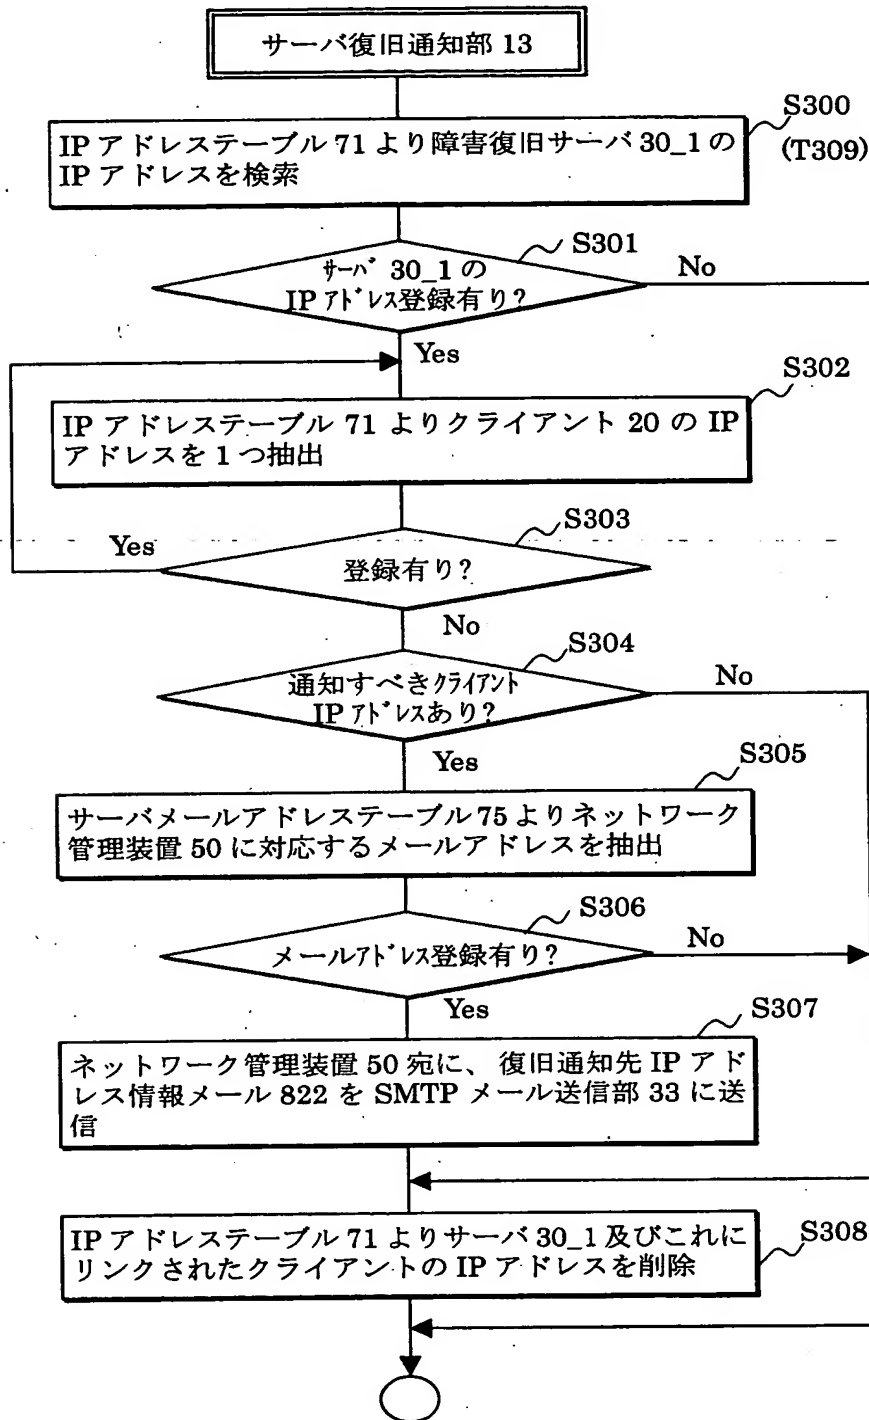 サーバ復旧通知部 13
S300
(T309)
IP アドレステーブル 71 より障害復旧サーバ 30_1 の
IP アドレスを検索
S301
ｻｰﾊﾞ 30_1 の
IP ｱﾄﾞﾚｽ登録有り?
No
Yes
S302
IP アドレステーブル 71 よりクライアント 20 の IP
アドレスを 1 つ抽出
S303
Yes
登録有り?
No
S304
通知すべきｸﾗｲｱﾝﾄ
IP ｱﾄﾞﾚｽあり?
No
Yes
S305
サーバメールアドレステーブル 75 よりネットワーク
管理装置 50 に対応するメールアドレスを抽出
S306
ﾒｰﾙｱﾄﾞﾚｽ登録有り?
No
Yes
S307
ネットワーク管理装置 50 宛に、復旧通知先 IP アド
レス情報メール 822 を SMTP メール送信部 33 に送
信
S308
IP アドレステーブル 71 よりサーバ 30_1 及びこれに
リンクされたクライアントの IP アドレスを削除